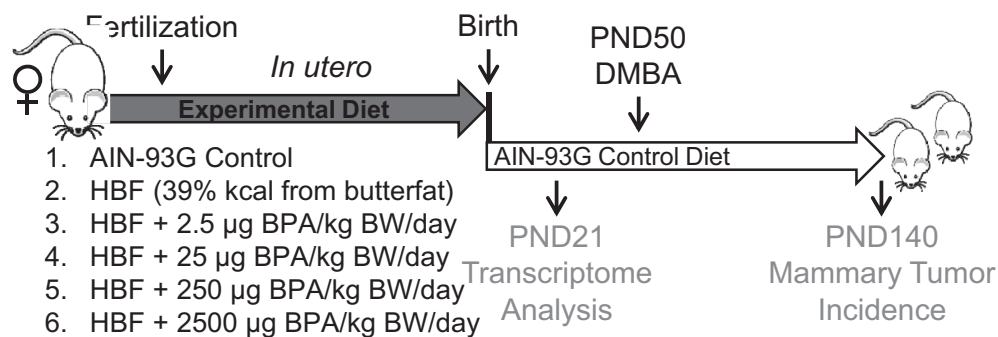 Fertilization
Birth
PND50
DMBA
In utero
♀
Experimental Diet
AIN-93G Control Diet
1. AIN-93G Control
2. HBF (39% kcal from butterfat)
3. HBF + 2.5 µg BPA/kg BW/day
4. HBF + 25 µg BPA/kg BW/day
5. HBF + 250 µg BPA/kg BW/day
6. HBF + 2500 µg BPA/kg BW/day
PND21
Transcriptome
Analysis
PND140
Mammary Tumor
Incidence